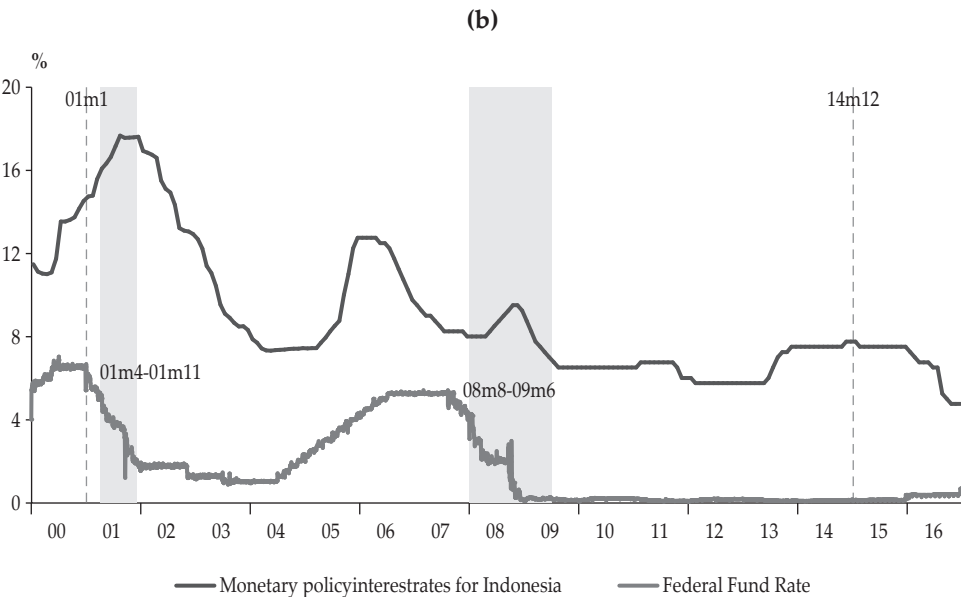 (b)
%
20
01m1
14m12
16
12
8
01m4-01m11
08m8-09m6
4
0
00 01 02 03 04 05 06 07 08 09 10 11 12 13 14 15 16
Monetary policyinterestrates for Indonesia Federal Fund Rate